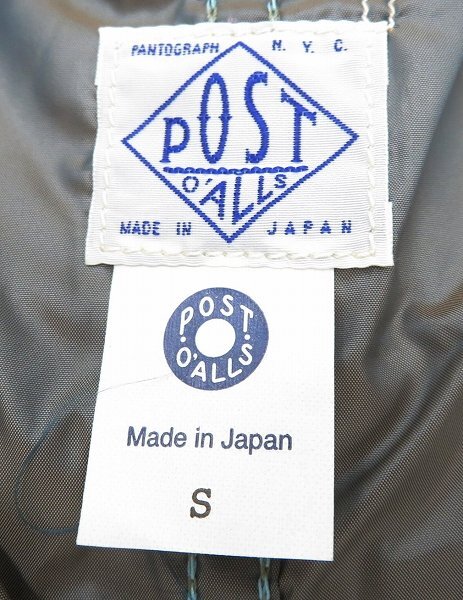 PANTOGRAPH N.Y.C.
POST
O'ALLS
MADE IN JAPAN
POST
O'ALLS
Made in Japan
S